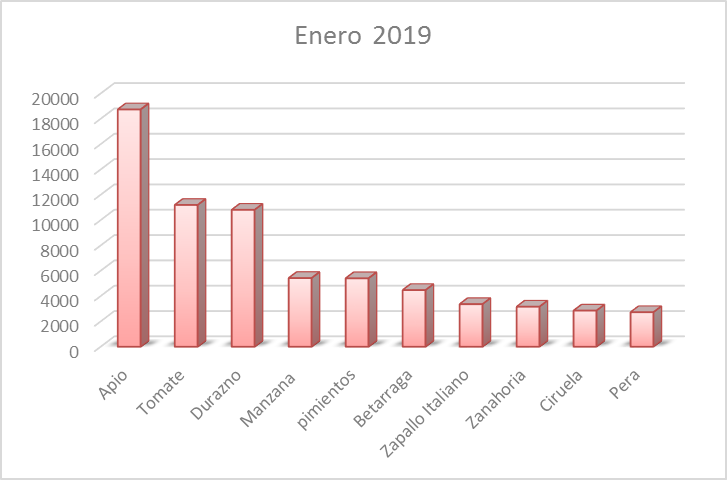 Enero 2019
20000
18000
16000
14000
12000
10000
8000
6000
4000
2000
0
Apio
Tomate
Durazno
Manzana
pimientos
Betarraga
Zapallo Italiano
Zanahoria
Ciruela
Pera